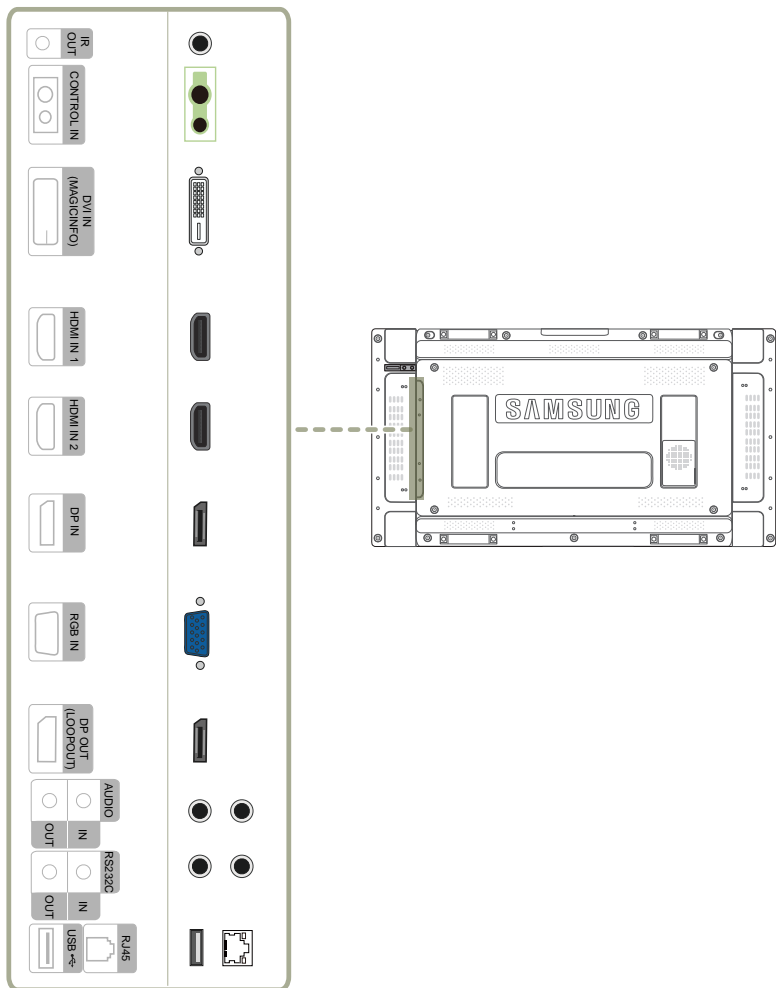 IR
OUT
CONTROL IN
DVI IN
(MAGICINFO)
HDMI IN 1
HDMI IN 2
DP IN
RGB IN
DP OUT
(LOOPOUT)
AUDIO
IN
OUT
RS232C
IN
OUT
RJ45
USB
SAMSUNG